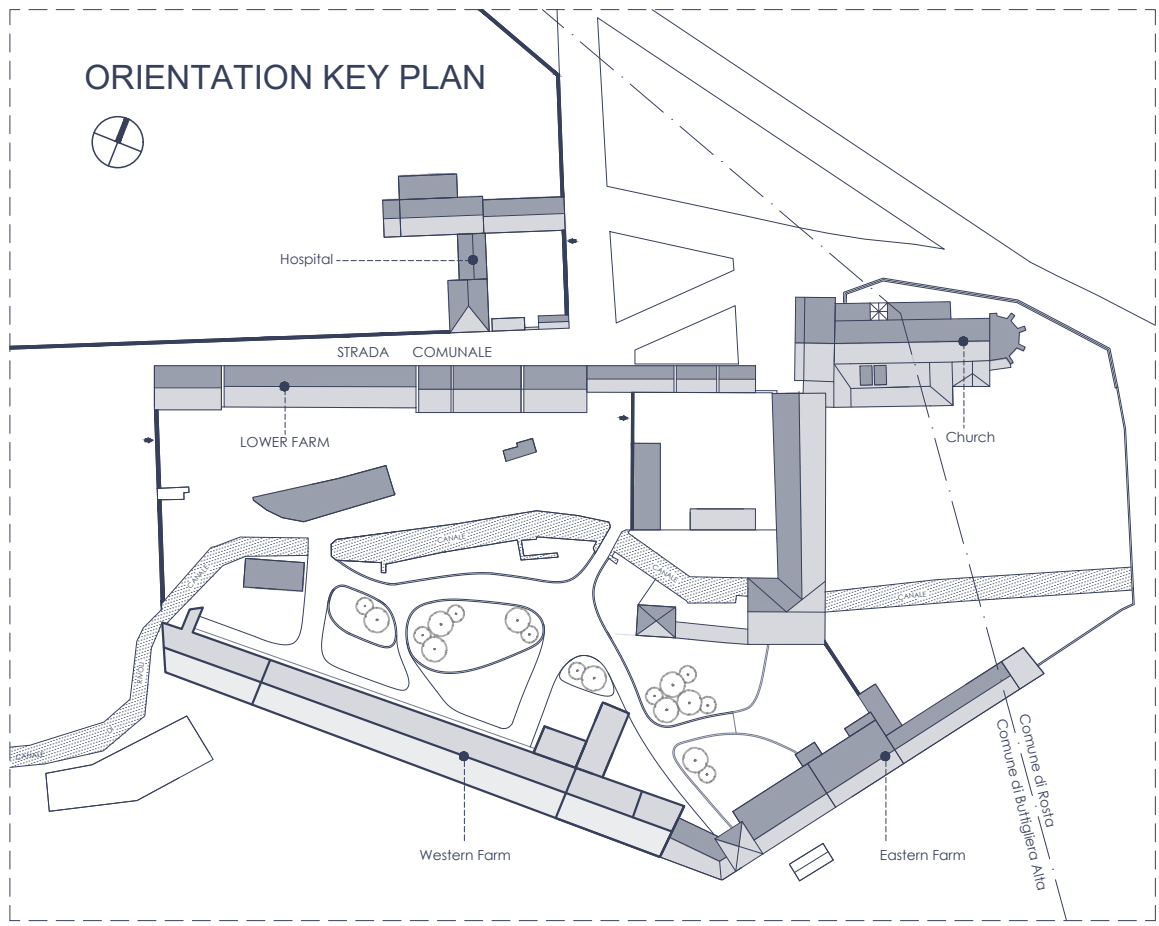 ORIENTATION KEY PLAN
Hospital
STRADA COMUNALE
LOWER FARM
Church
CANALE
CANALE
CANALE
CANALE
CANALE
Comune di Rosta
Comune di Buttigliera Alta
Western Farm
Eastern Farm